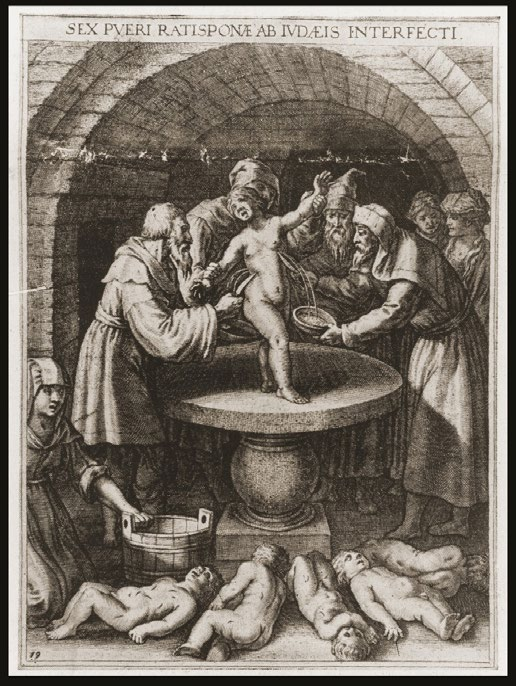 SEX PVERI RATISPONÆ AB IVDÆIS INTERFECTI.
19